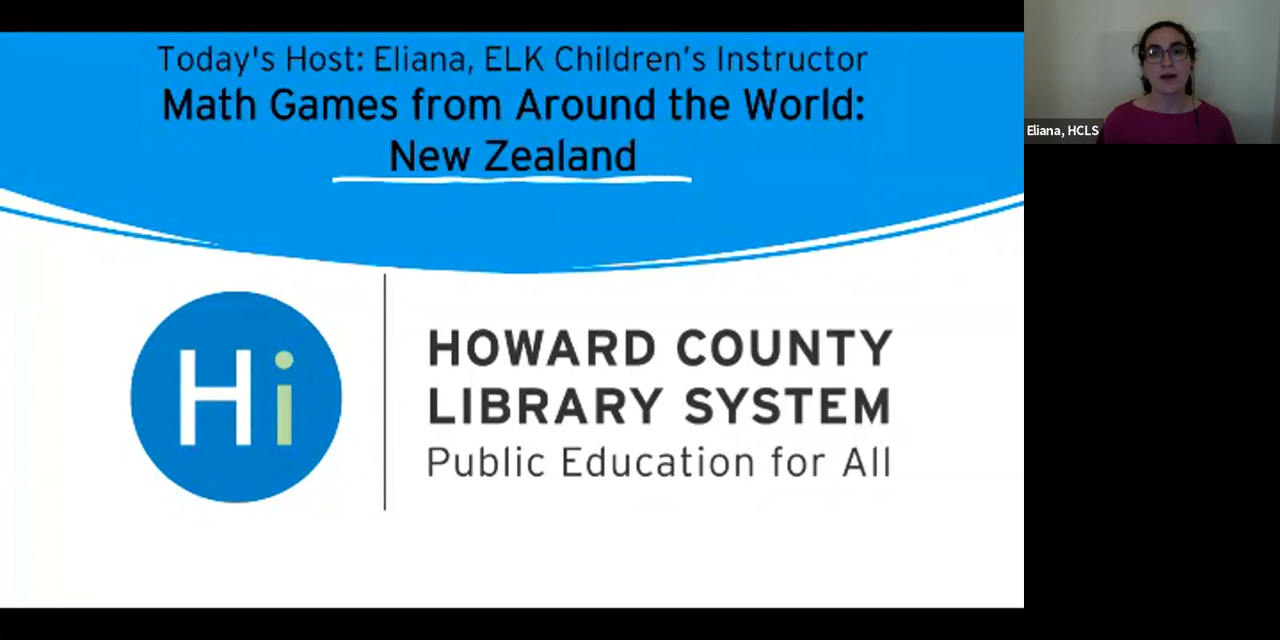 Today's Host: Eliana, ELK Children's Instructor
Math Games from Around the World:
New Zealand
Hi
HOWARD COUNTY
LIBRARY SYSTEM
Public Education for All
Eliana, HCLS